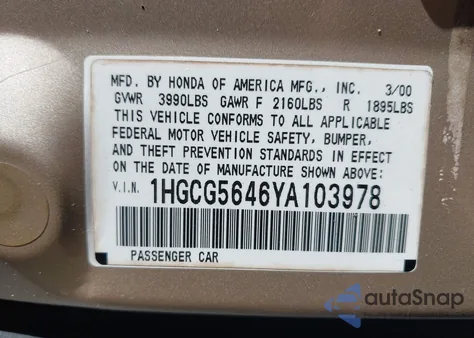 MFD. BY HONDA OF AMERICA MFG., INC. 3/00
GVWR 3990LBS GAWR F 2160LBS R 1895LBS
THIS VEHICLE CONFORMS TO ALL APPLICABLE
FEDERAL MOTOR VEHICLE SAFETY, BUMPER,
AND THEFT PREVENTION STANDARDS IN EFFECT
ON THE DATE OF MANUFACTURE SHOWN ABOVE:
V.I.N. 1HGCG5646YA103978
PASSENGER CAR
autoSnap